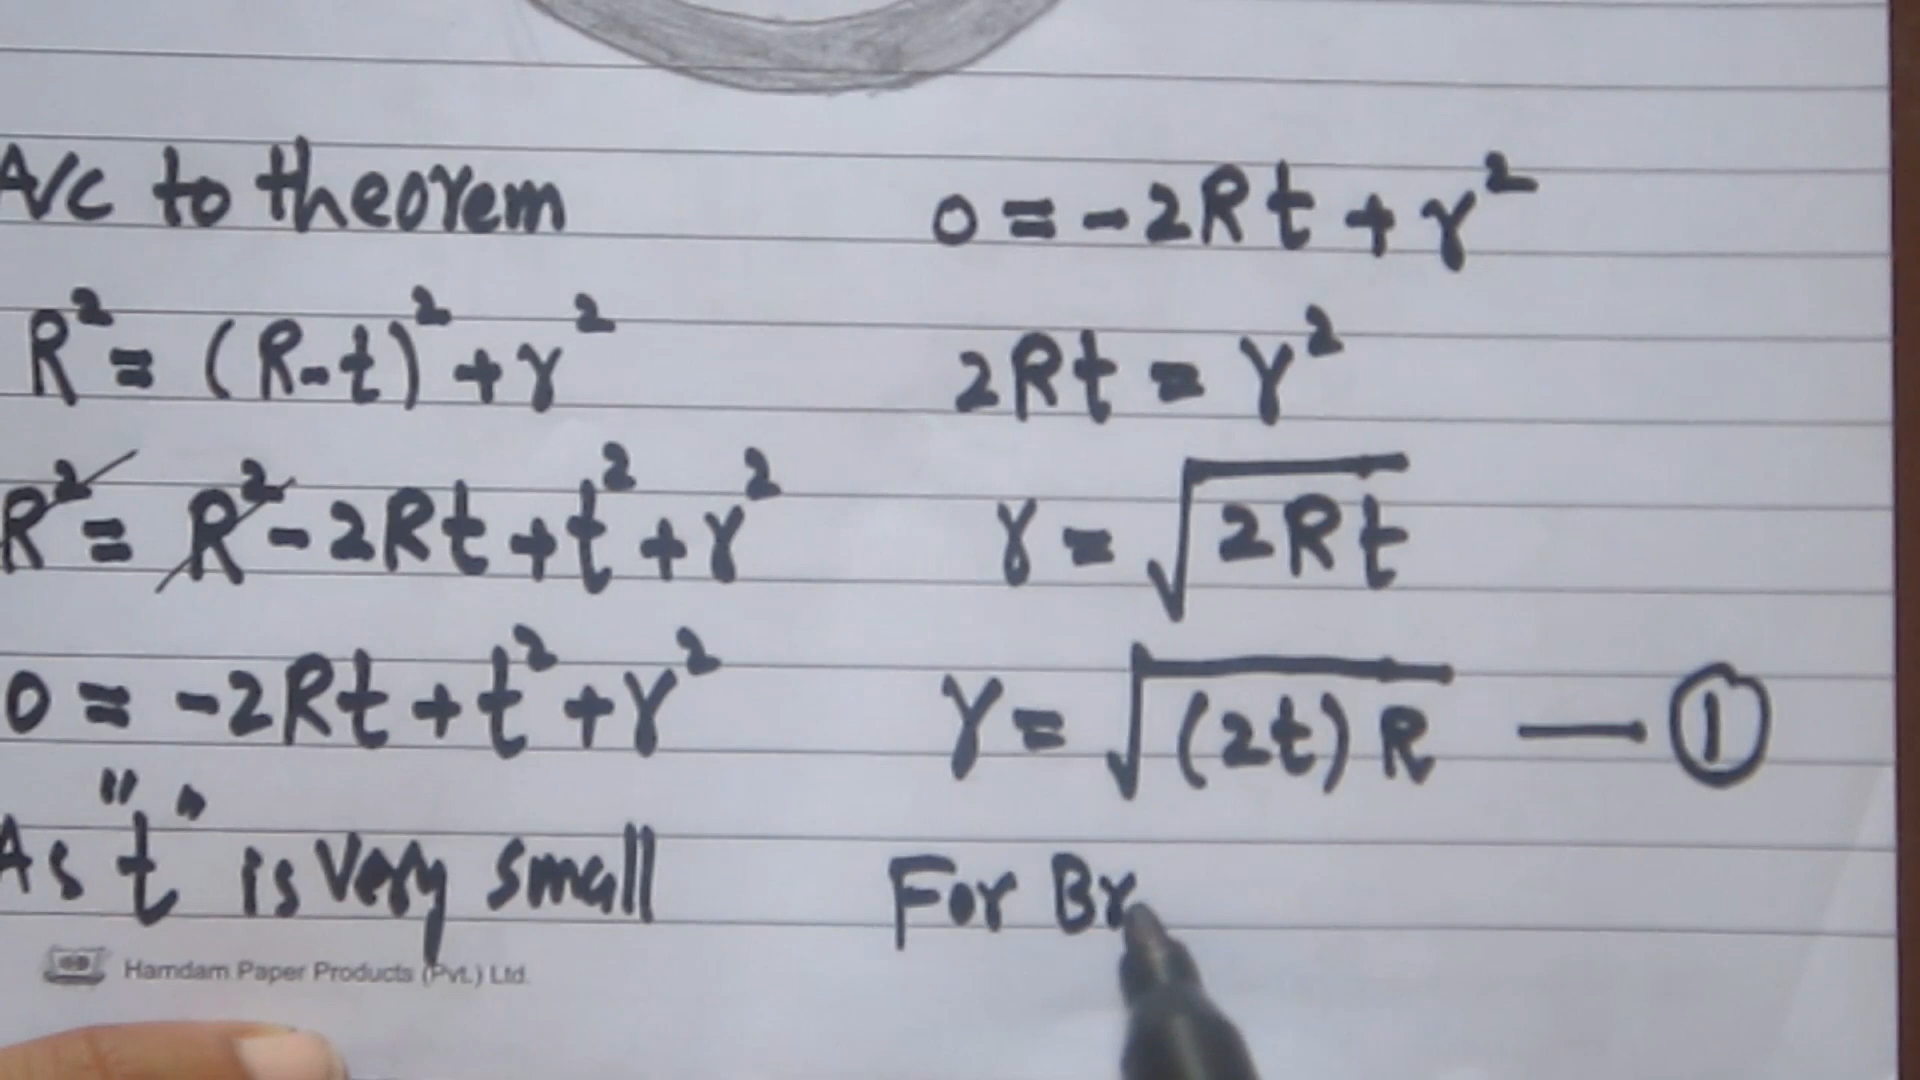 A/c to theorem
R² = (R-t)² + r²
R² = R² - 2Rt + t² + r²
0 = -2Rt + t² + r²
As "t" is very small
Hamdam Paper Products (Pvt.) Ltd.
0 = -2Rt + r²
2Rt = r²
r = √2Rt
r = √(2t)R — ①
For Br